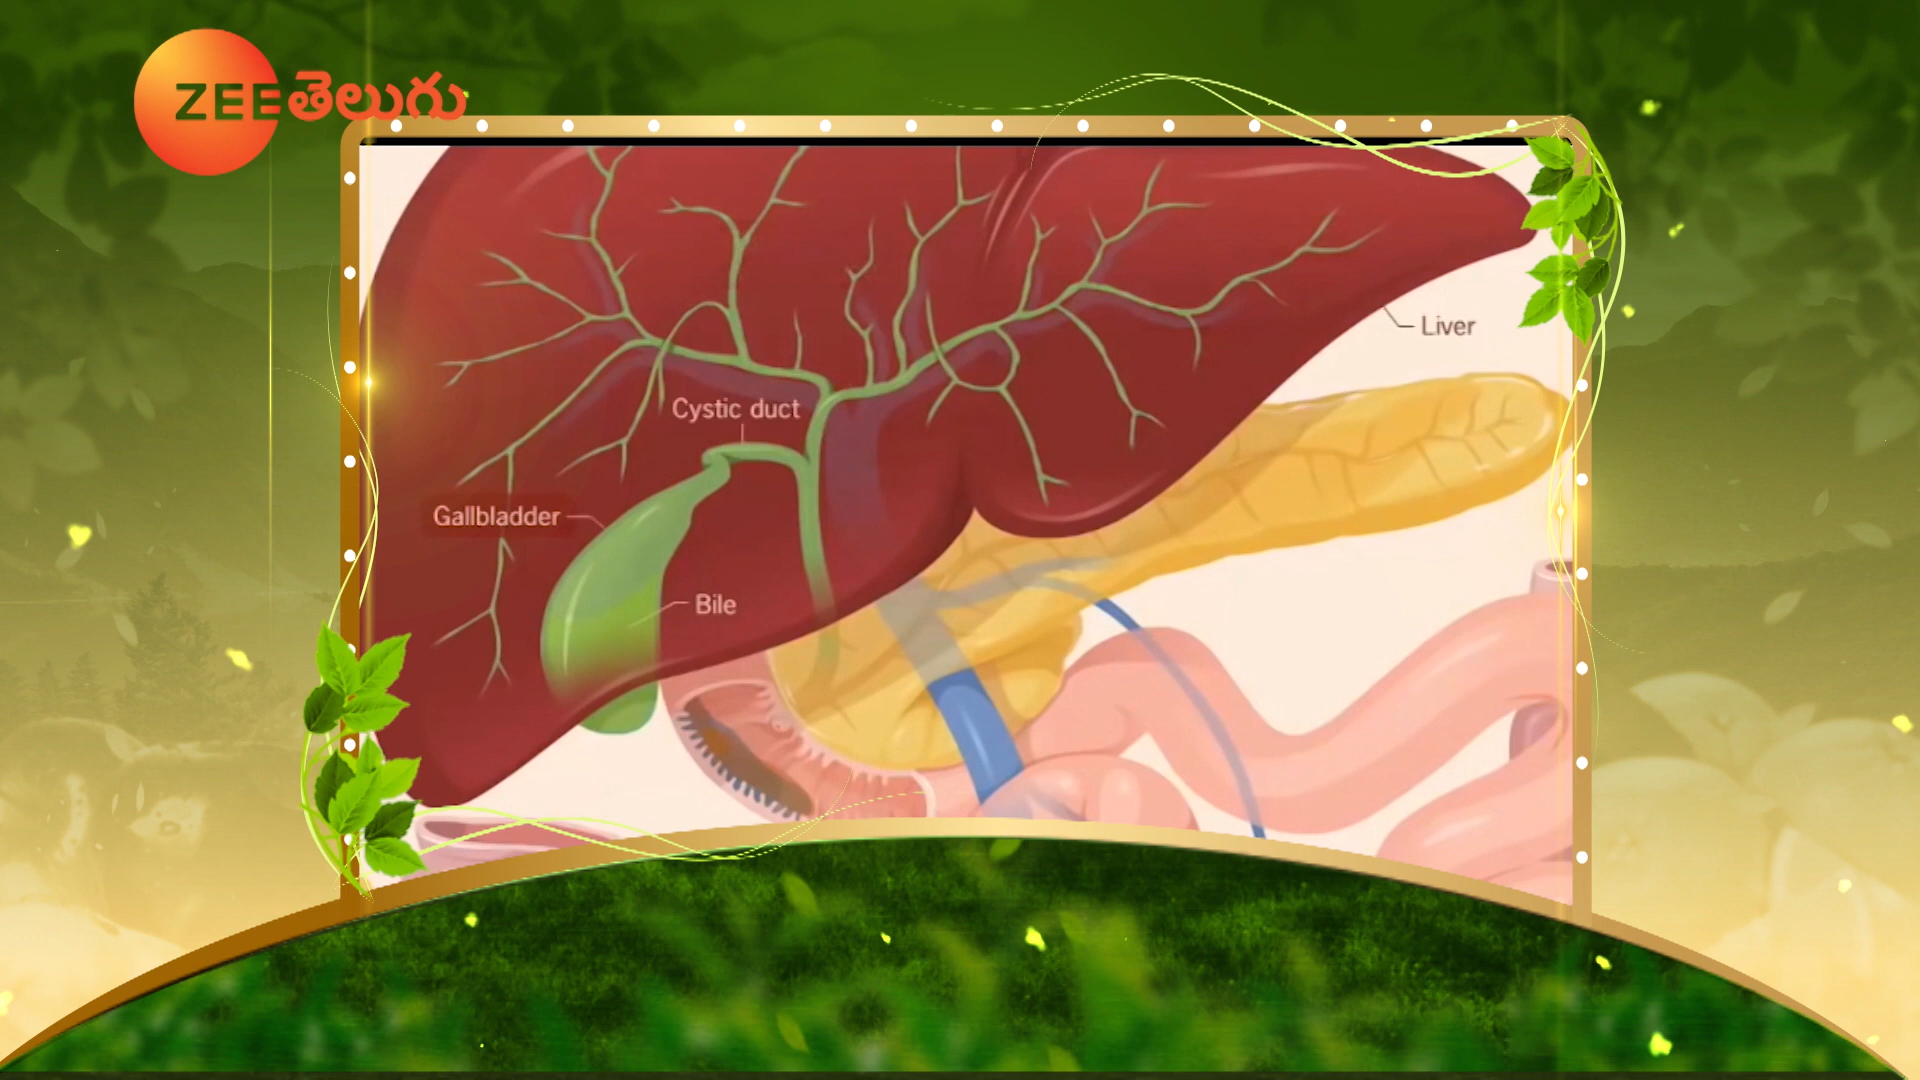 ZEE తెలుగు
Liver
Cystic duct
Gallbladder
Bile